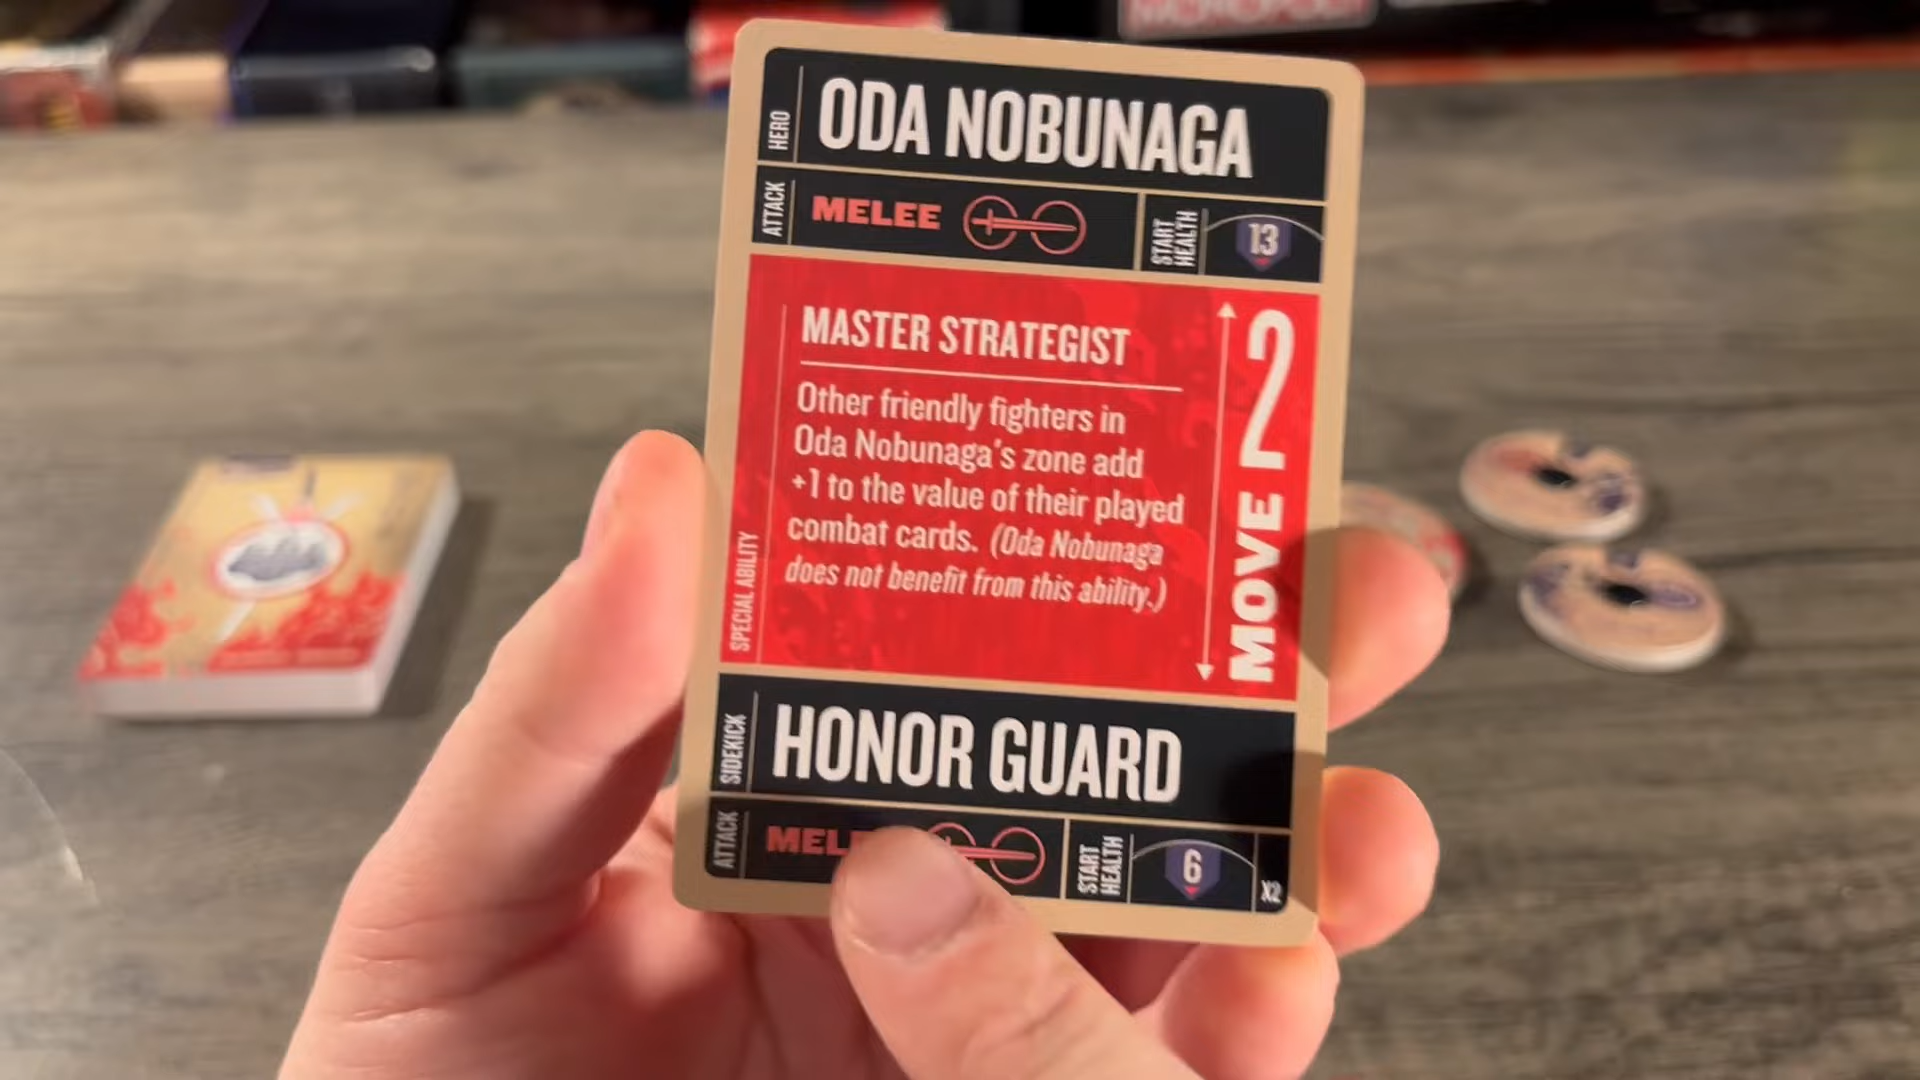 MONOPOLY
HERO
ODA NOBUNAGA
ATTACK
MELEE
START
HEALTH
13
MASTER STRATEGIST
Other friendly fighters in
Oda Nobunaga's zone add
+1 to the value of their played
combat cards. (Oda Nobunaga
does not benefit from this ability.)
SPECIAL ABILITY
MOVE 2
SIDEKICK
HONOR GUARD
ATTACK
START
HEALTH
6
X2